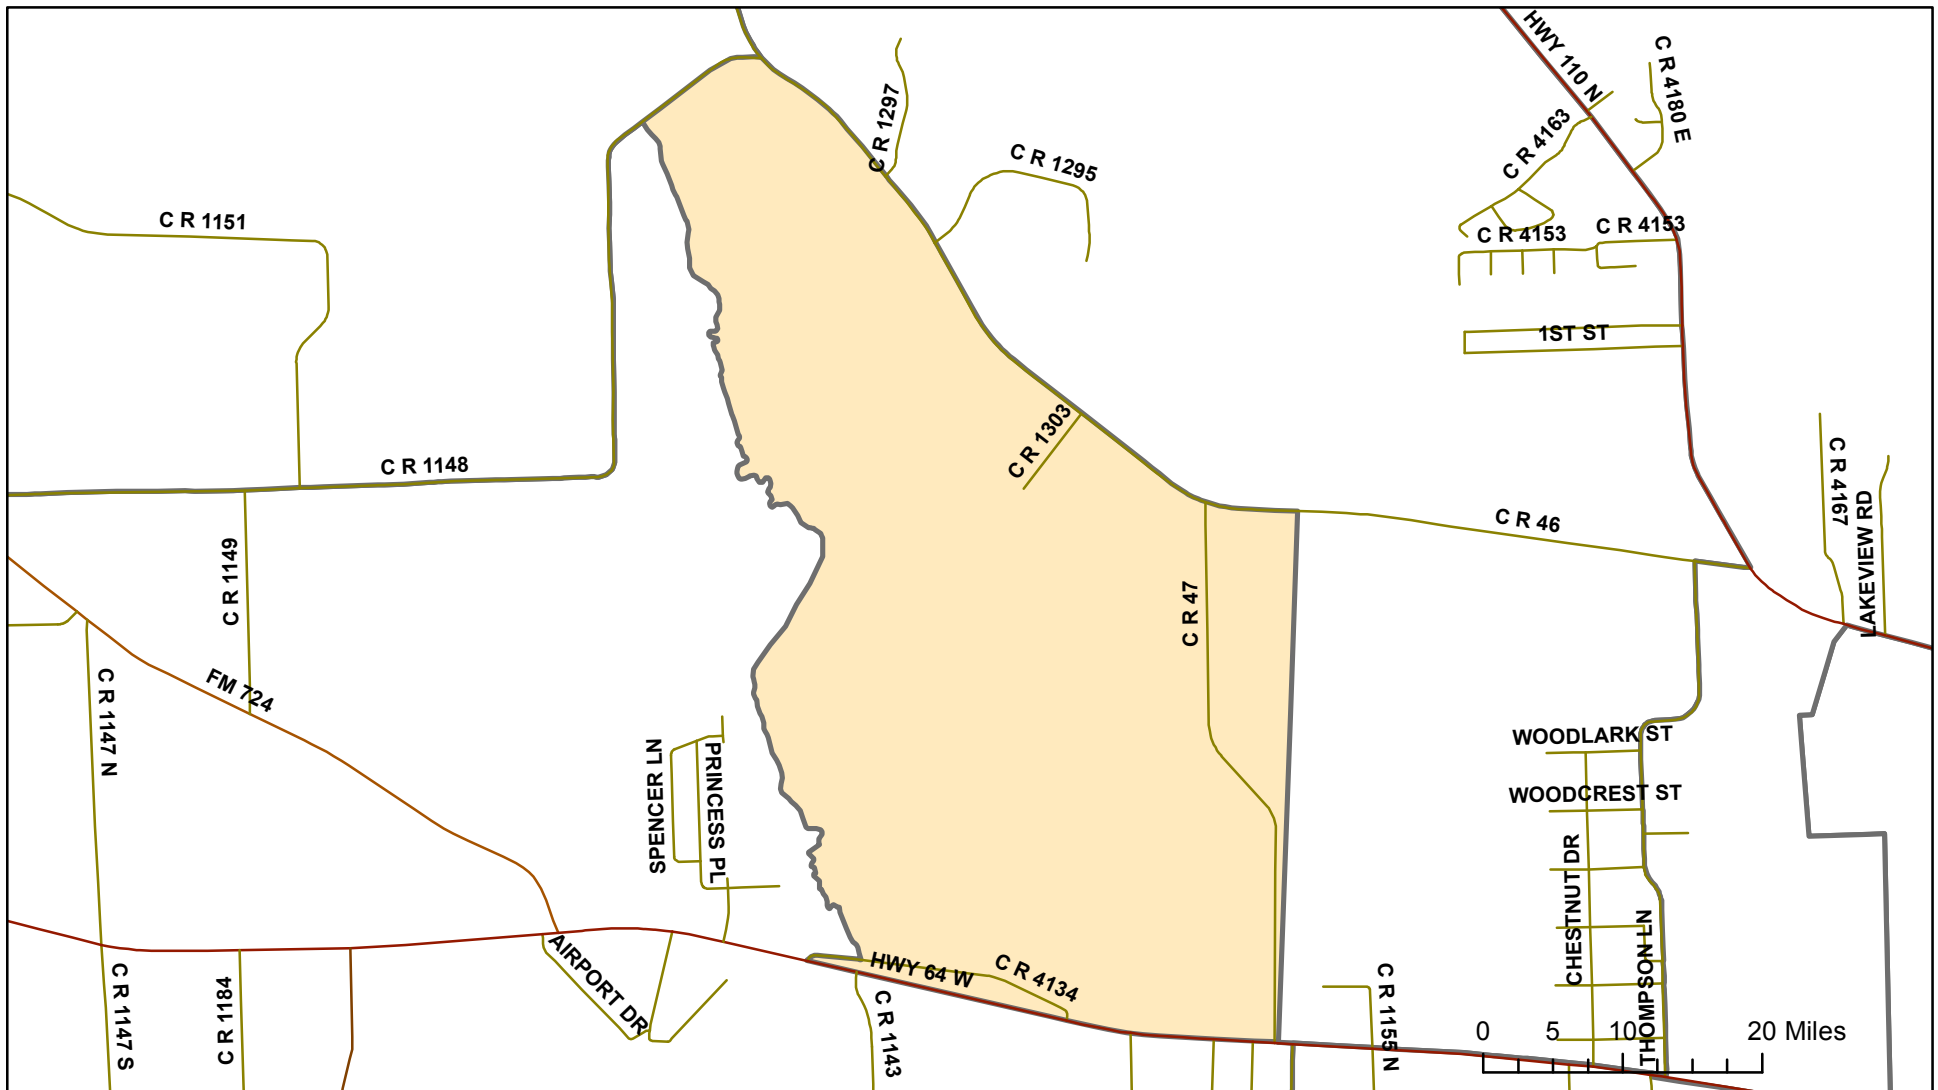 HWY 110 N
C R 4180 E
C R 1297
C R 4163
C R 1295
C R 1151
C R 4153
C R 4153
1ST ST
C R 1303
C R 1148
C R 4167
LAKEVIEW RD
C R 46
C R 1149
C R 47
FM 724
C R 1147 N
WOODLARK ST
SPENCER LN
PRINCESS PL
WOODCREST ST
CHESTNUT DR
THOMPSON LN
AIRPORT DR
HWY 64 W
C R 4134
C R 1147 S
C R 1184
C R 1143
C R 1155 N
0 5 10 20 Miles